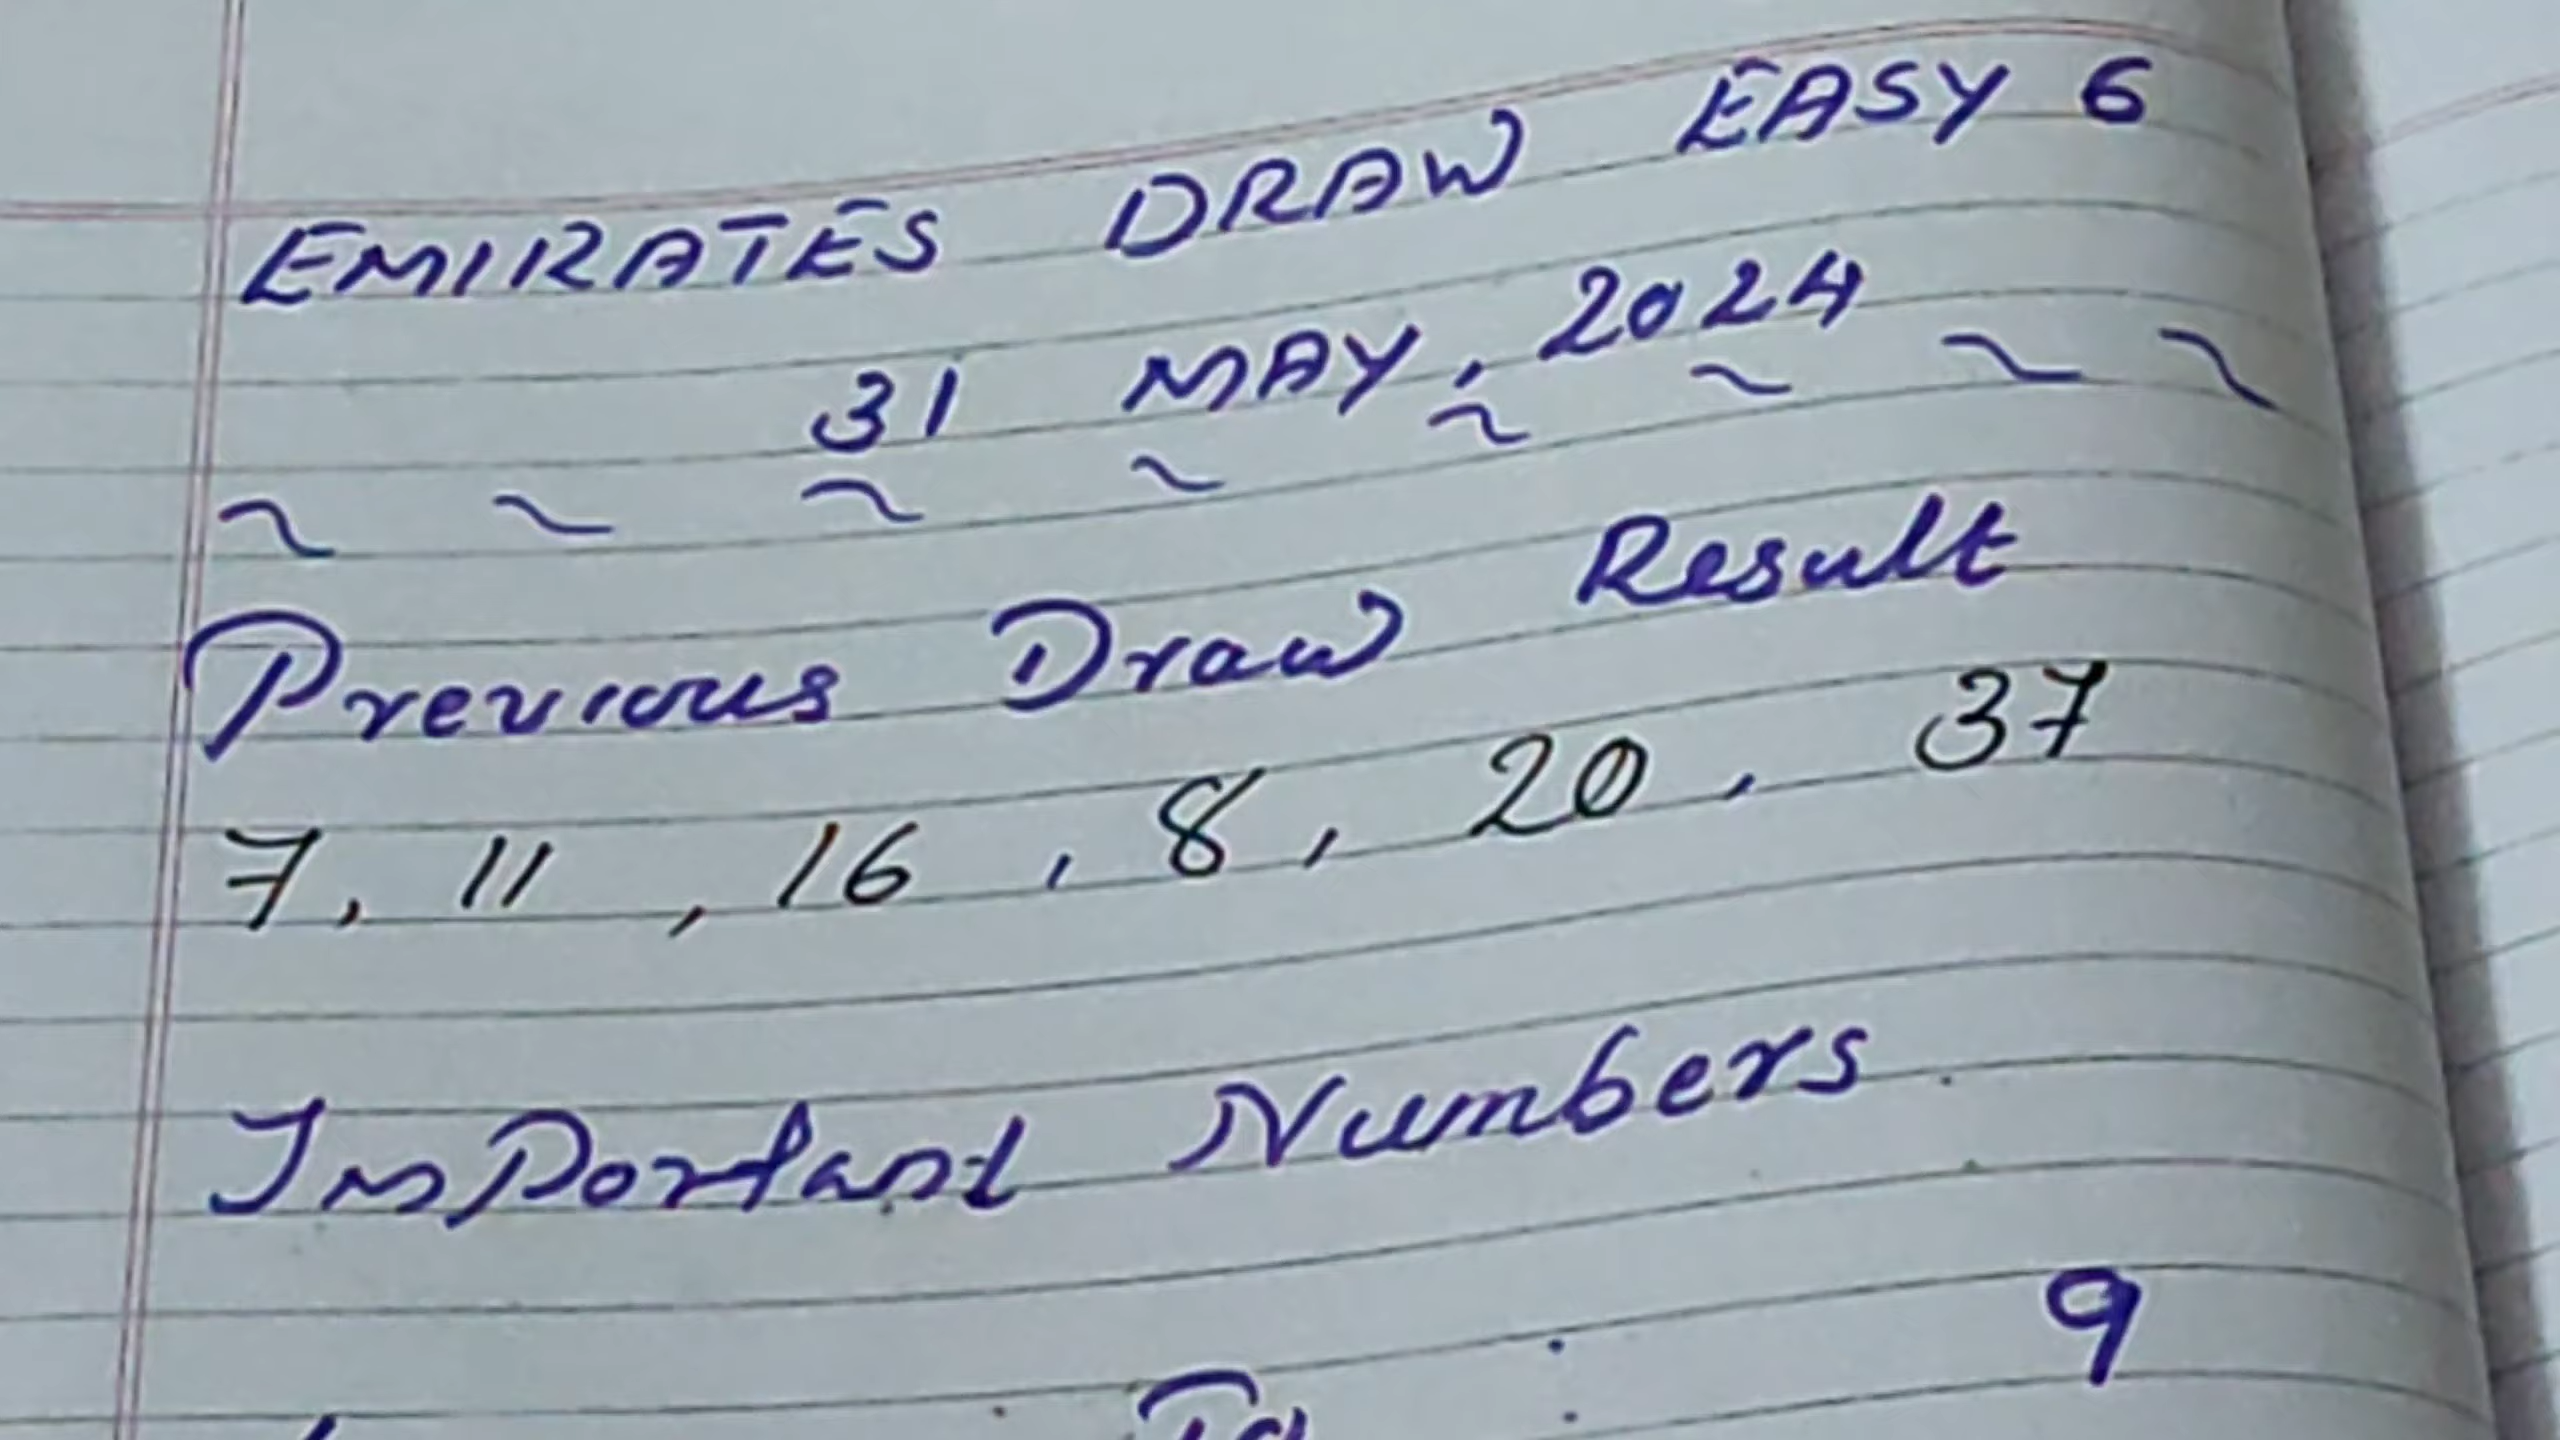 EMIRATES DRAW EASY 6
31 MAY, 2024
~ ~ ~ ~ ~ ~ ~ ~
Previous Draw Result
7, 11, 16, 8, 20, 37
ImPortant Numbers
: 9